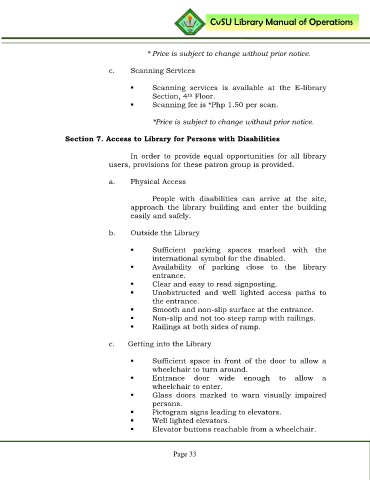 CvSU Library Manual of Operations
* Price is subject to change without prior notice.
c. Scanning Services
▪ Scanning services is available at the E-library
Section, 4th Floor.
▪ Scanning fee is *Php 1.50 per scan.
*Price is subject to change without prior notice.
Section 7. Access to Library for Persons with Disabilities
In order to provide equal opportunities for all library
users, provisions for these patron group is provided.
a. Physical Access
People with disabilities can arrive at the site,
approach the library building and enter the building
easily and safely.
b. Outside the Library
▪ Sufficient parking spaces marked with the
international symbol for the disabled.
▪ Availability of parking close to the library
entrance.
▪ Clear and easy to read signposting.
▪ Unobstructed and well lighted access paths to
the entrance.
▪ Smooth and non-slip surface at the entrance.
▪ Non-slip and not too steep ramp with railings.
▪ Railings at both sides of ramp.
c. Getting into the Library
▪ Sufficient space in front of the door to allow a
wheelchair to turn around.
▪ Entrance door wide enough to allow a
wheelchair to enter.
▪ Glass doors marked to warn visually impaired
persons.
▪ Pictogram signs leading to elevators.
▪ Well lighted elevators.
▪ Elevator buttons reachable from a wheelchair.
Page 33